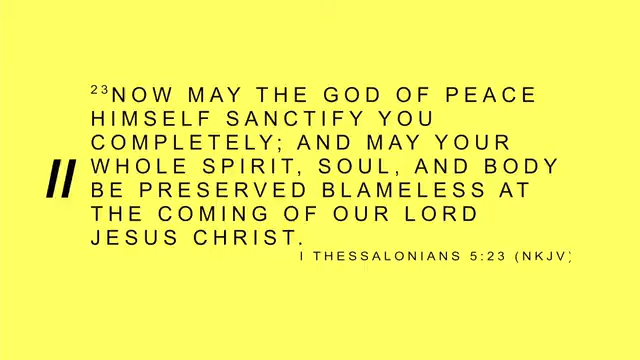 ²³NOW MAY THE GOD OF PEACE
HIMSELF SANCTIFY YOU
COMPLETELY; AND MAY YOUR
WHOLE SPIRIT, SOUL, AND BODY
BE PRESERVED BLAMELESS AT
THE COMING OF OUR LORD
JESUS CHRIST.
I THESSALONIANS 5:23 (NKJV)